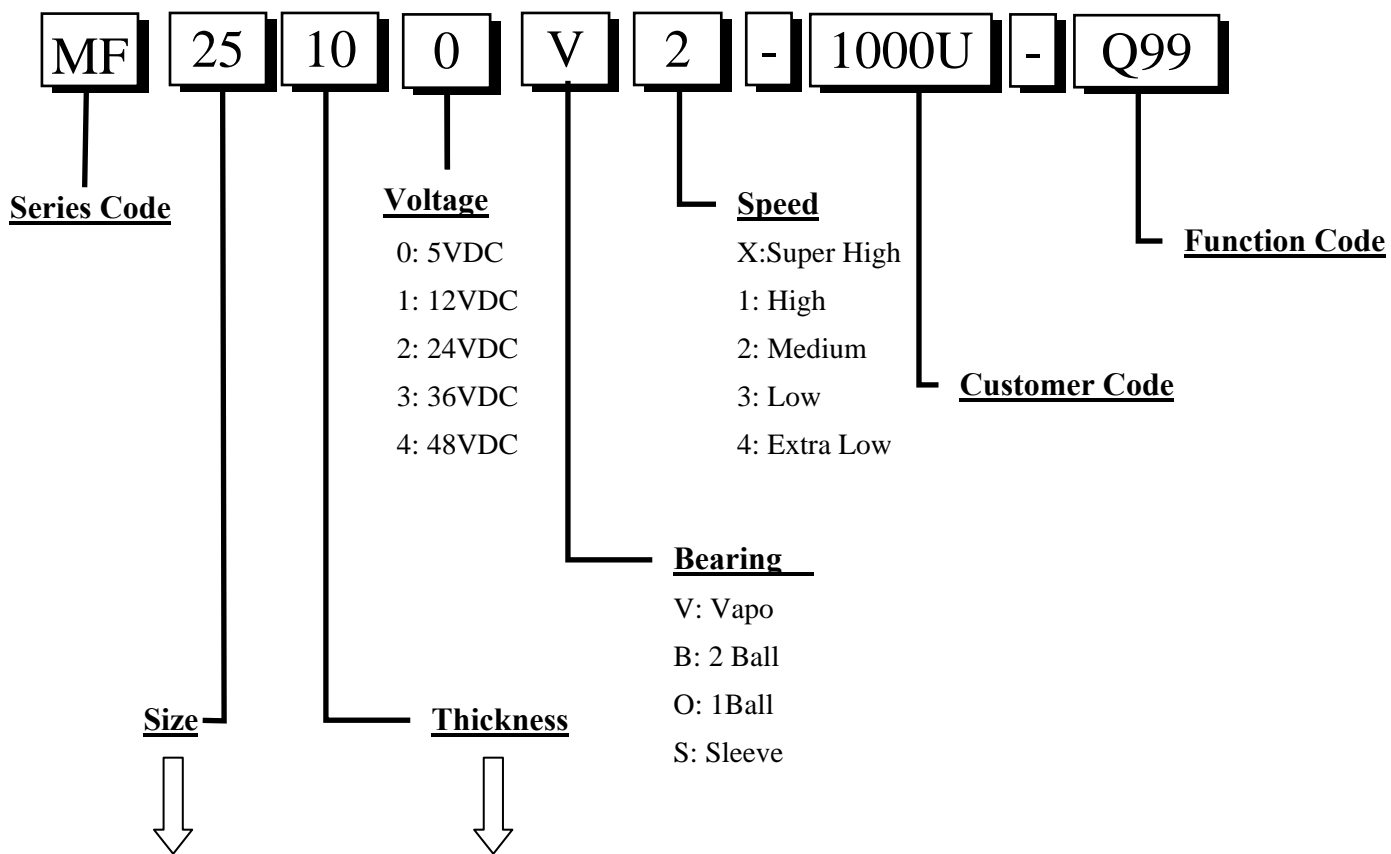 MF 25 10 0 V 2 - 1000U - Q99
Series Code
Voltage
0: 5VDC
1: 12VDC
2: 24VDC
3: 36VDC
4: 48VDC
Speed
X:Super High
1: High
2: Medium
3: Low
4: Extra Low
Function Code
Customer Code
Bearing
V: Vapo
B: 2 Ball
O: 1Ball
S: Sleeve
Size
Thickness